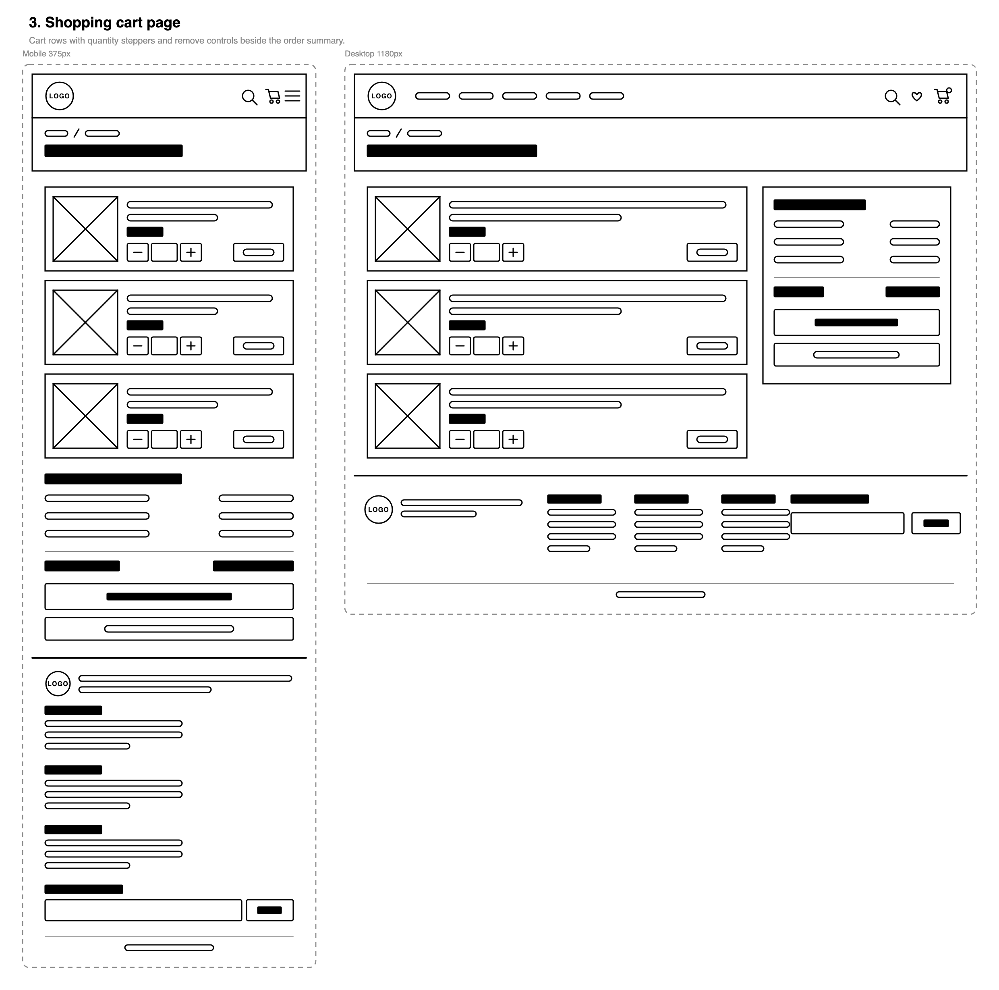 3. Shopping cart page
Cart rows with quantity steppers and remove controls beside the order summary.
Mobile 375px
Desktop 1180px
LOGO
LOGO
LOGO
LOGO